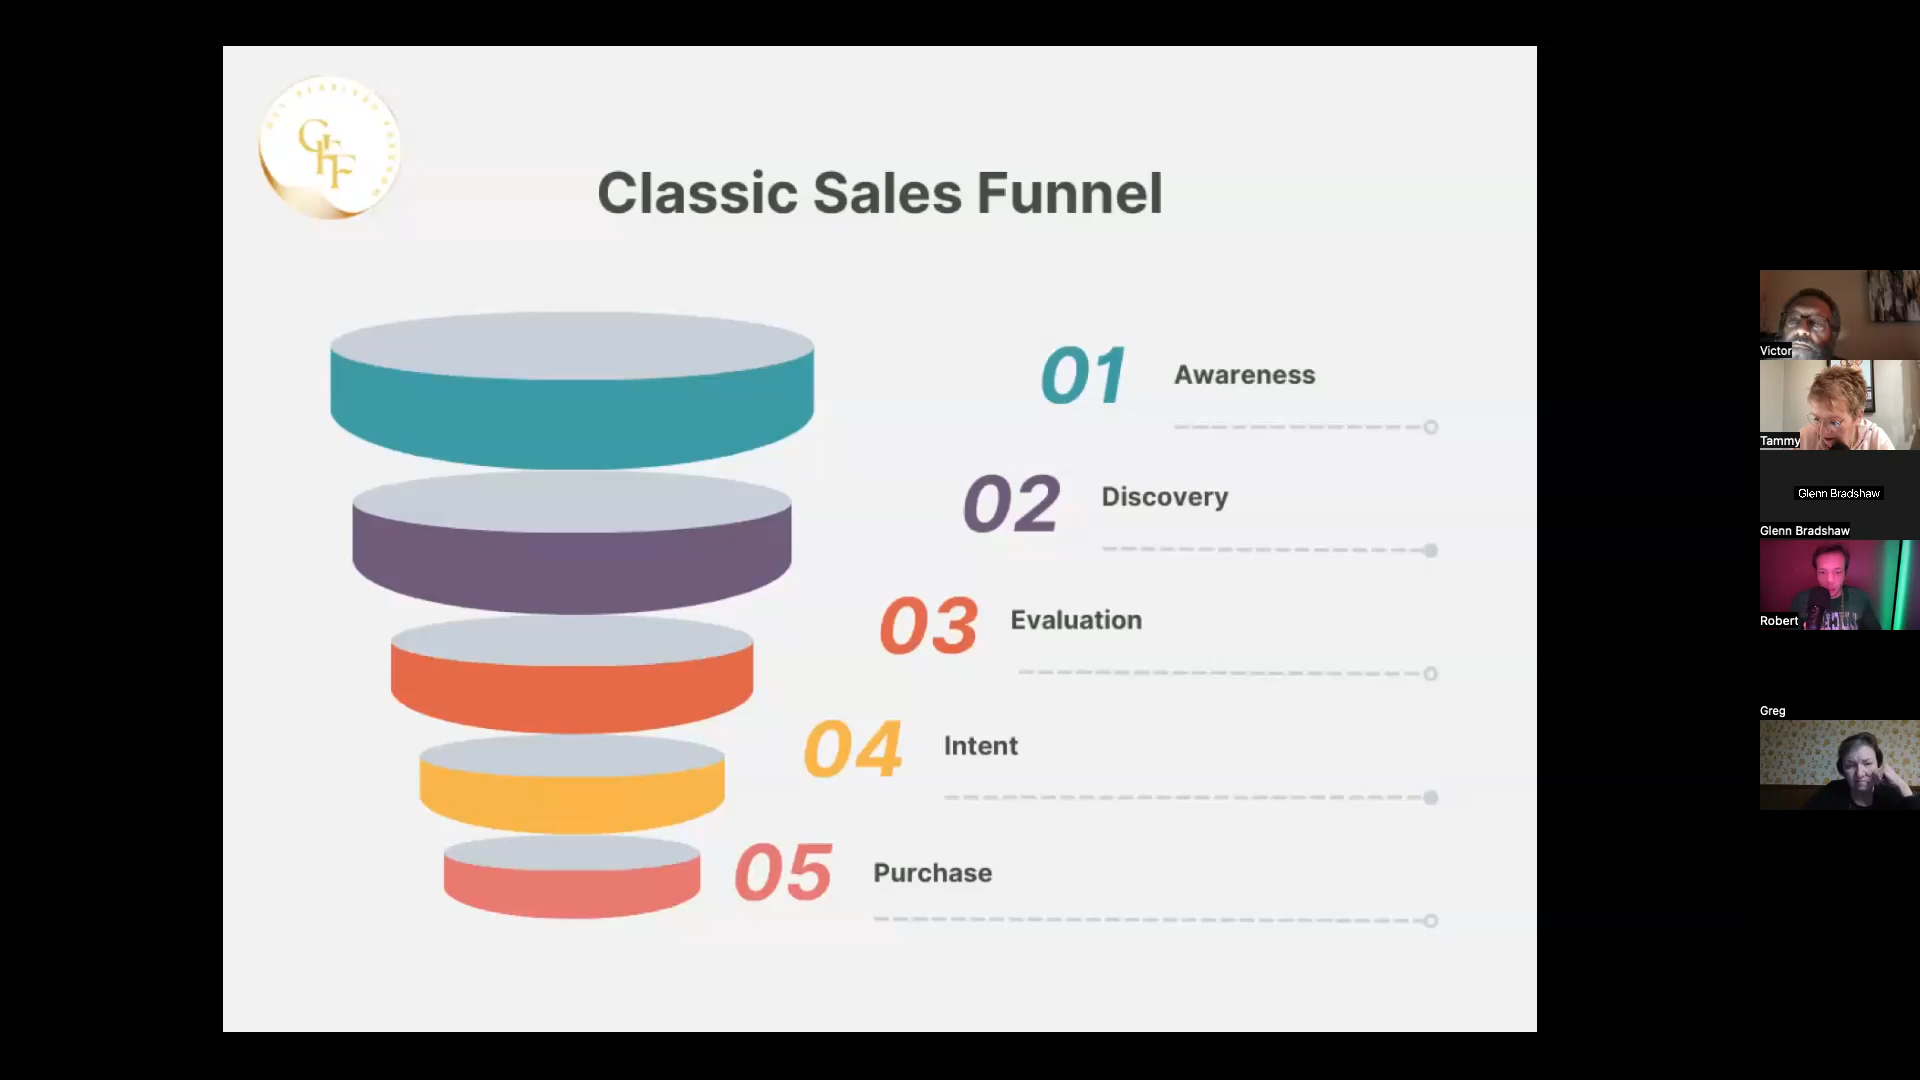 GHF
Classic Sales Funnel
01 Awareness
02 Discovery
03 Evaluation
04 Intent
05 Purchase
Victor
Tammy
Glenn Bradshaw
Glenn Bradshaw
Robert
Greg